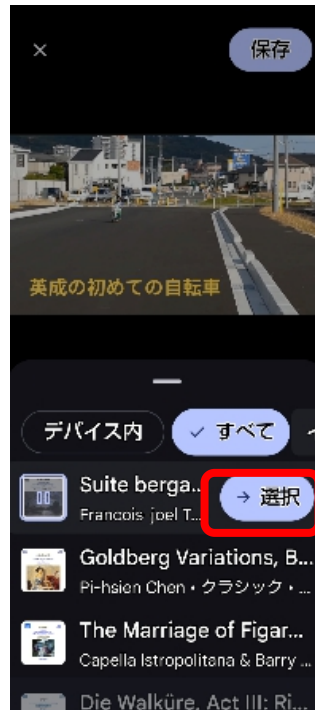 保存
英成の初めての自転車
デバイス内
すべて
Suite berga...
選択
Francois-joel T...
Goldberg Variations, B...
Pi-hsien Chen • クラシック • ...
The Marriage of Figar...
Capella Istropolitana & Barry ...
Die Walküre, Act III: Ri...